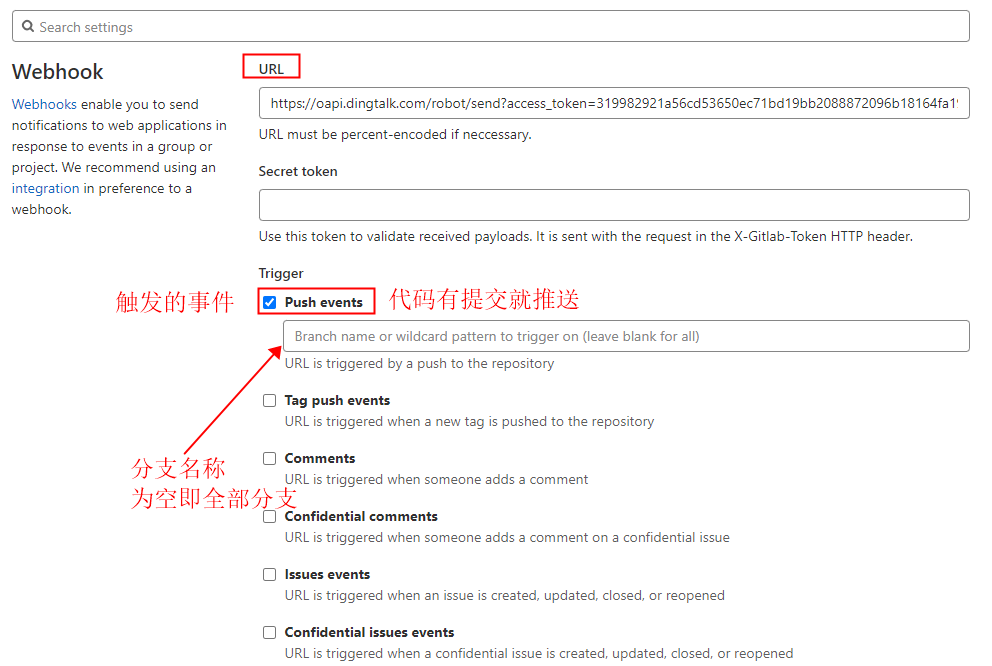 Search settings
Webhook
Webhooks enable you to send
notifications to web applications in
response to events in a group or
project. We recommend using an
integration in preference to a
webhook.
URL
https://oapi.dingtalk.com/robot/send?access_token=319982921a56cd53650ec71bd19bb2088872096b18164fa1
URL must be percent-encoded if neccessary.
Secret token
Use this token to validate received payloads. It is sent with the request in the X-Gitlab-Token HTTP header.
Trigger
触发的事件
Push events
代码有提交就推送
Branch name or wildcard pattern to trigger on (leave blank for all)
URL is triggered by a push to the repository
Tag push events
URL is triggered when a new tag is pushed to the repository
分支名称
为空即全部分支
Comments
URL is triggered when someone adds a comment
Confidential comments
URL is triggered when someone adds a comment on a confidential issue
Issues events
URL is triggered when an issue is created, updated, closed, or reopened
Confidential issues events
URL is triggered when a confidential issue is created, updated, closed, or reopened